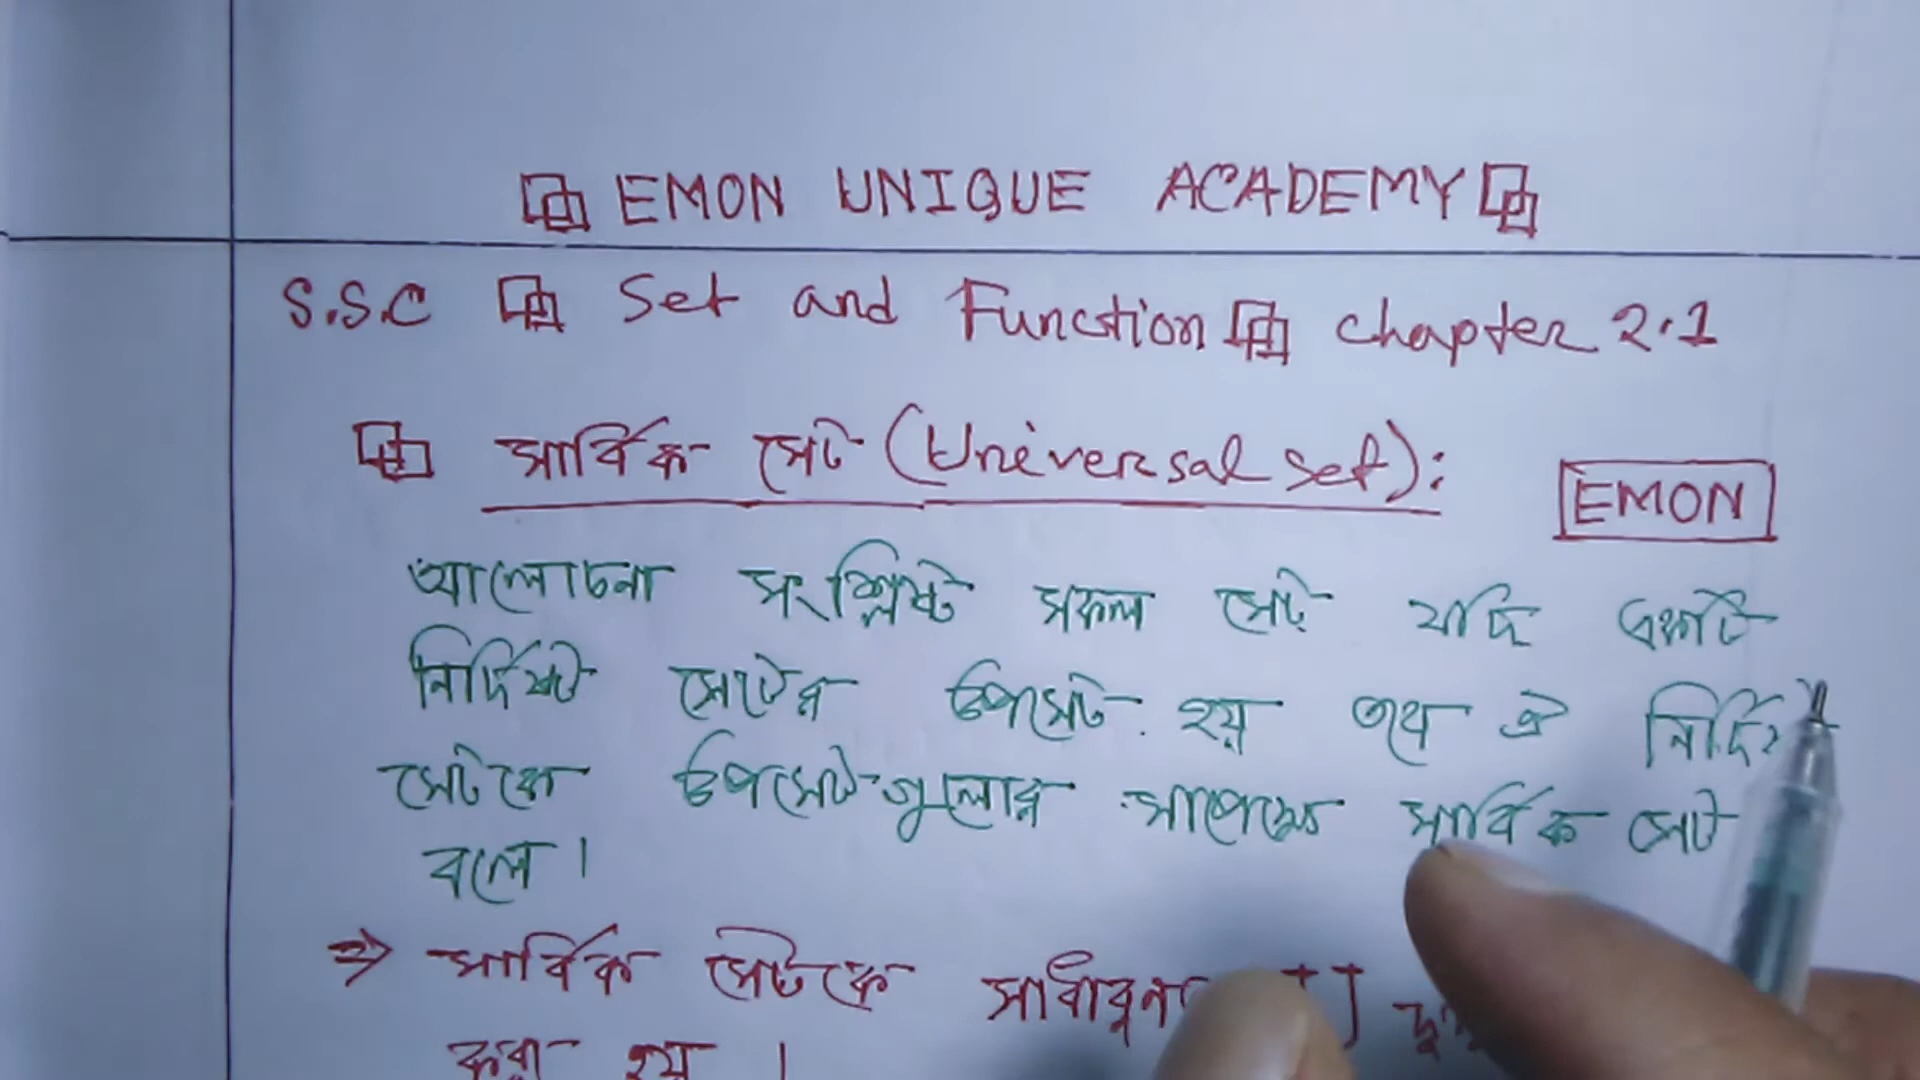 EMON UNIQUE ACADEMY
S.S.C Set and Function chapter 2.1
সার্বিক সেট (Universal set):
EMON
আলোচনা সংশ্লিষ্ট সকল সেট যদি একটি
নির্দিষ্ট সেটের উপসেট হয় তবে ঐ
সেটকে উপসেটগুলোর সাপেক্ষে সার্বিক সেট
বলে।
⇒ সার্বিক সেটকে
করা হয় ।